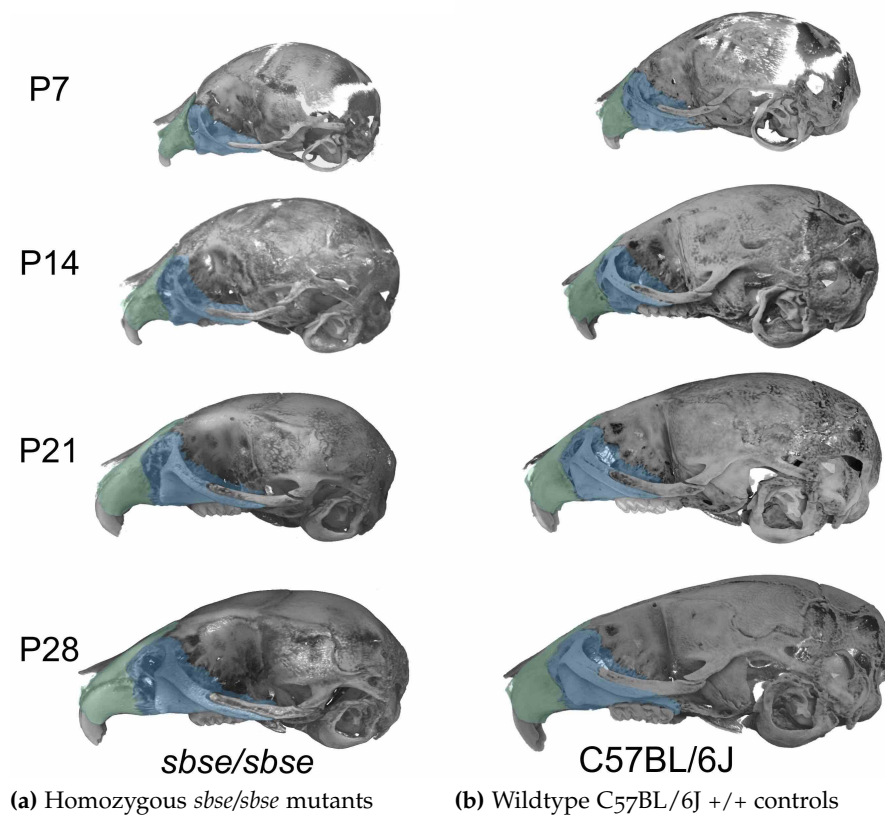 P7
P14
P21
P28
sbse/sbse
C57BL/6J
(a) Homozygous sbse/sbse mutants
(b) Wildtype C57BL/6J +/+ controls